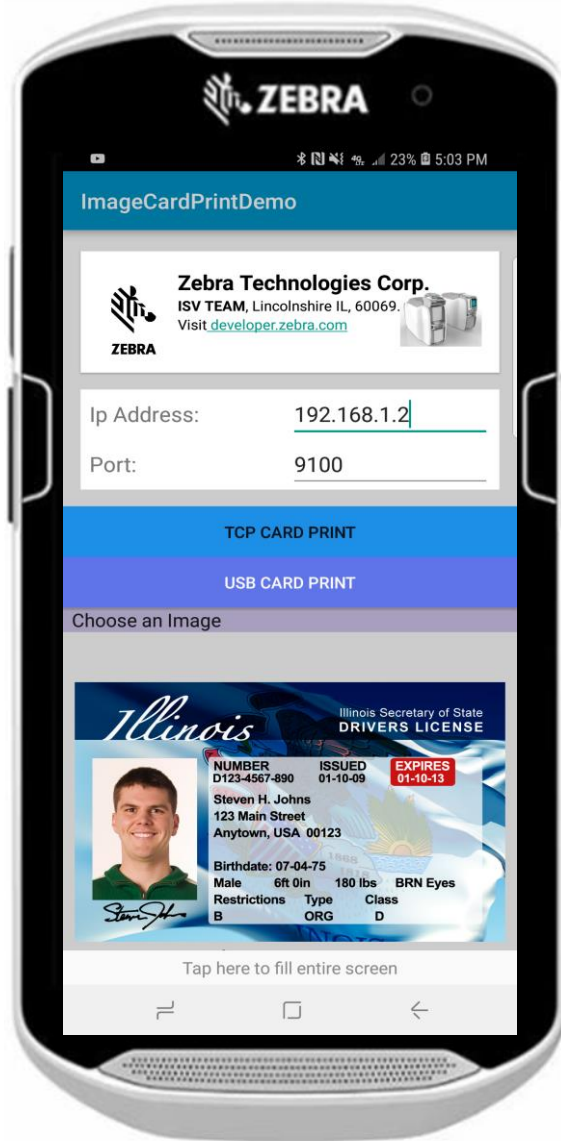 ZEBRA
23% 5:03 PM
ImageCardPrintDemo
Zebra Technologies Corp.
ISV TEAM, Lincolnshire IL, 60069.
Visit developer.zebra.com
ZEBRA
Ip Address: 192.168.1.2
Port: 9100
TCP CARD PRINT
USB CARD PRINT
Choose an Image
Illinois
Illinois Secretary of State
DRIVERS LICENSE
NUMBER ISSUED EXPIRES
D123-4567-890 01-10-09 01-10-13
Steven H. Johns
123 Main Street
Anytown, USA 00123
Birthdate: 07-04-75
Male 6ft 0in 180 lbs BRN Eyes
Restrictions Type Class
B ORG D
Steven Johns
1868
1818
Tap here to fill entire screen